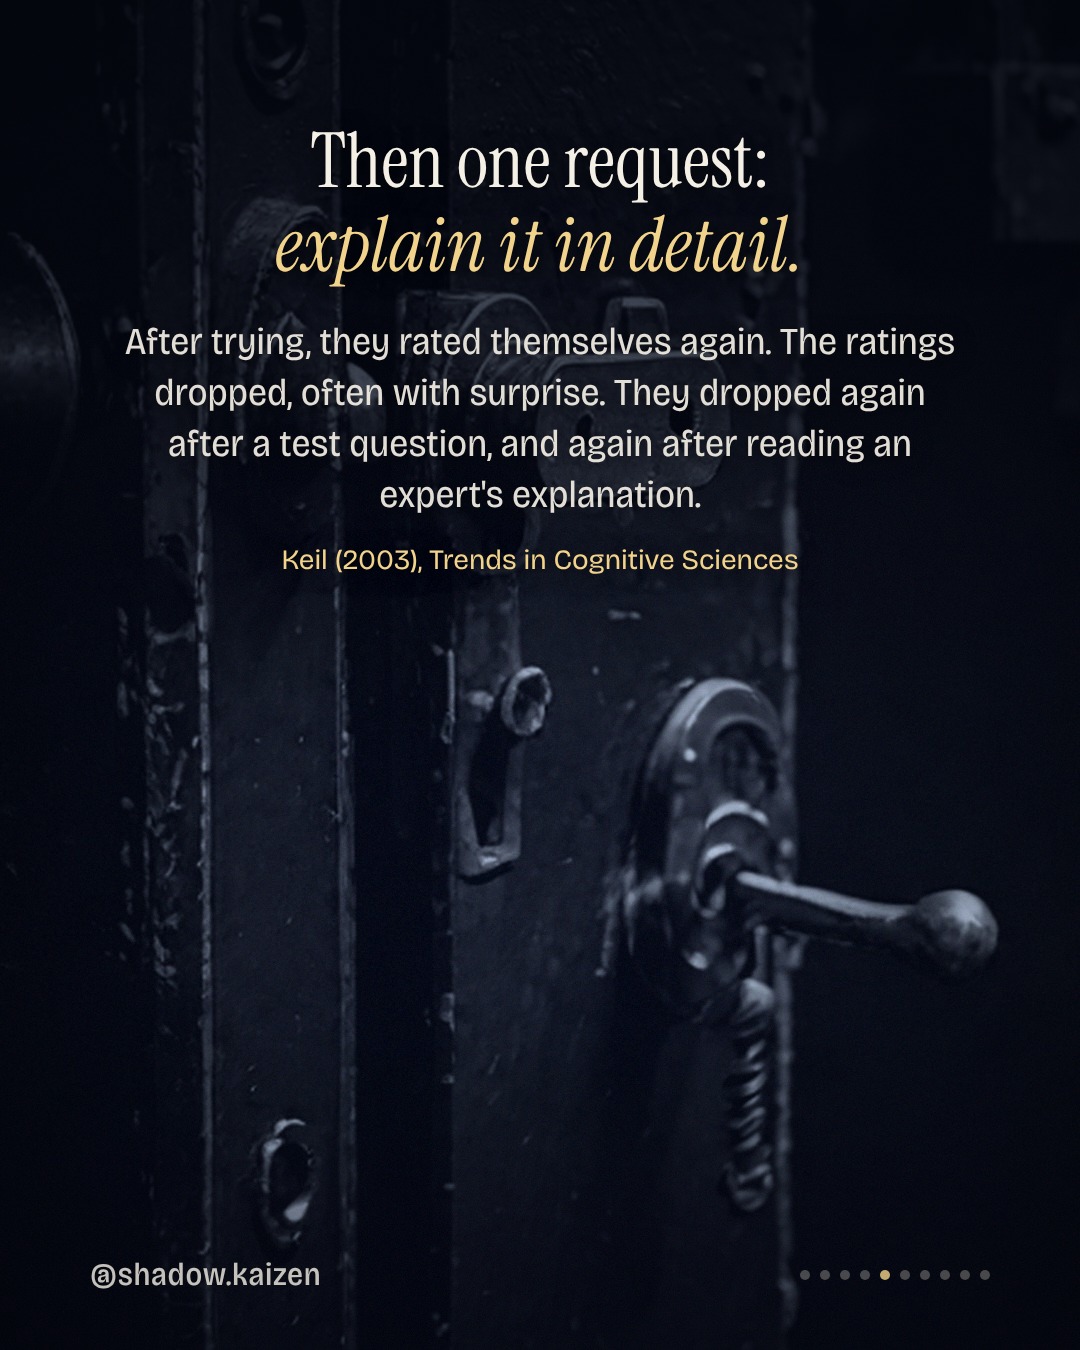 Then one request:
explain it in detail.
After trying, they rated themselves again. The ratings
dropped, often with surprise. They dropped again
after a test question, and again after reading an
expert's explanation.
Keil (2003), Trends in Cognitive Sciences
@shadow.kaizen